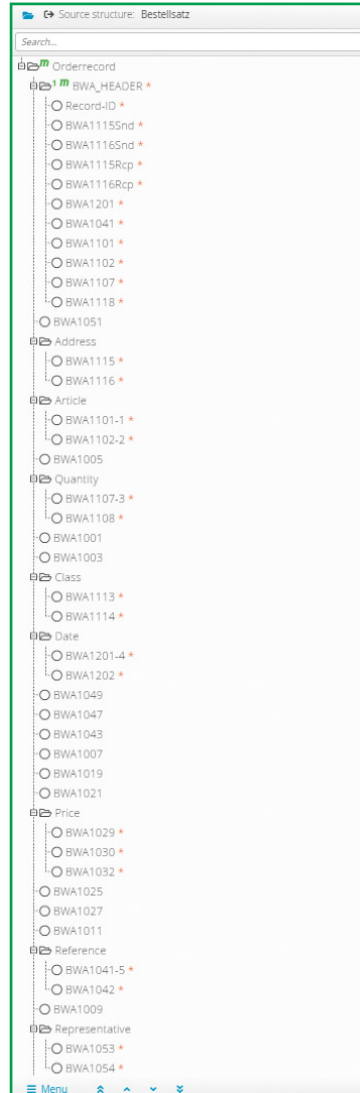 Source structure: Bestellsatz
Search...
m Orderrecord
1 m BWA_HEADER *
Record-ID *
BWA1115Snd *
BWA1116Snd *
BWA1115Rcp *
BWA1116Rcp *
BWA1201 *
BWA1041 *
BWA1101 *
BWA1102 *
BWA1107 *
BWA1118 *
BWA1051
Address
BWA1115 *
BWA1116 *
Article
BWA1101-1 *
BWA1102-2 *
BWA1005
Quantity
BWA1107-3 *
BWA1108 *
BWA1001
BWA1003
Class
BWA1113 *
BWA1114 *
Date
BWA1201-4 *
BWA1202 *
BWA1049
BWA1047
BWA1043
BWA1007
BWA1019
BWA1021
Price
BWA1029 *
BWA1030 *
BWA1032 *
BWA1025
BWA1027
BWA1011
Reference
BWA1041-5 *
BWA1042 *
BWA1009
Representative
BWA1053 *
BWA1054 *
Menu